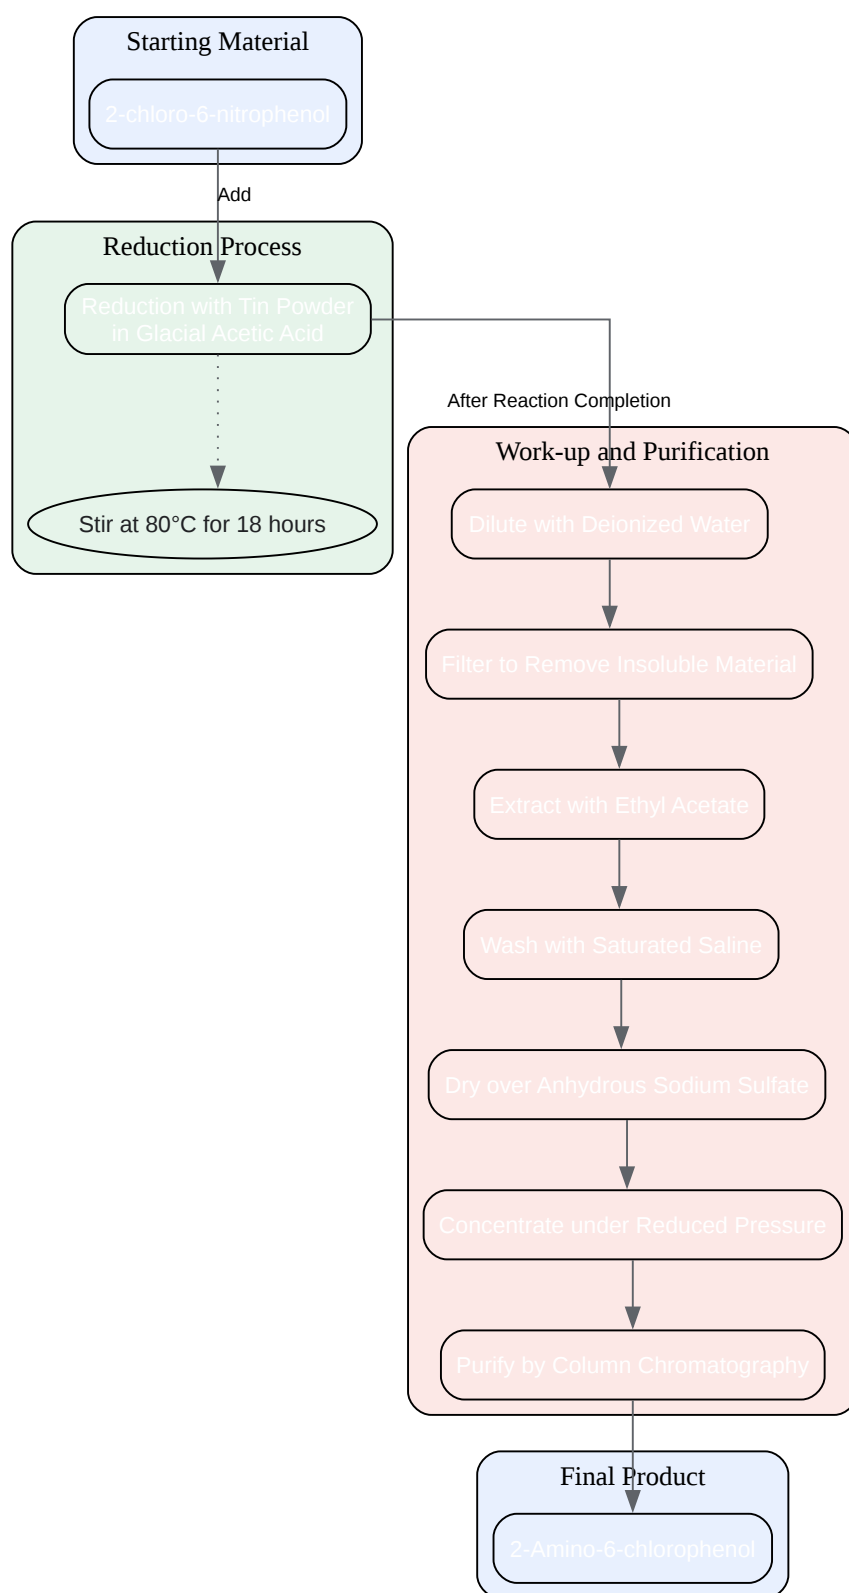 Starting Material
2-chloro-6-nitrophenol
Add
Reduction Process
Reduction with Tin Powder
in Glacial Acetic Acid
Stir at 80°C for 18 hours
After Reaction Completion
Work-up and Purification
Dilute with Deionized Water
Filter to Remove Insoluble Material
Extract with Ethyl Acetate
Wash with Saturated Saline
Dry over Anhydrous Sodium Sulfate
Concentrate under Reduced Pressure
Purify by Column Chromatography
Final Product
2-Amino-6-chlorophenol